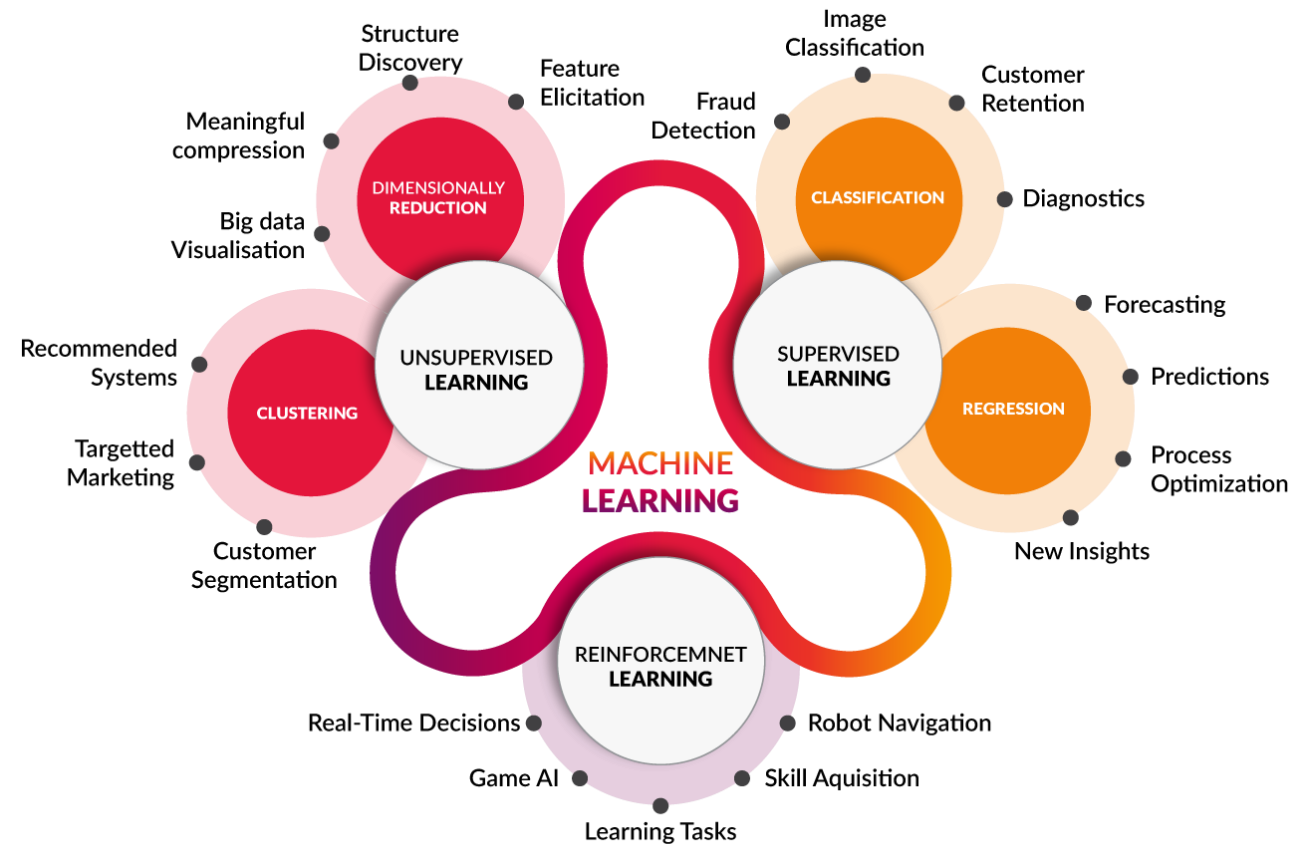 Structure
Discovery
Feature
Elicitation
Meaningful
compression
Big data
Visualisation
DIMENSIONALLY
REDUCTION
Recommended
Systems
Targetted
Marketing
Customer
Segmentation
CLUSTERING
UNSUPERVISED
LEARNING
Image
Classification
Customer
Retention
Fraud
Detection
Diagnostics
CLASSIFICATION
Forecasting
Predictions
Process
Optimization
New Insights
REGRESSION
SUPERVISED
LEARNING
MACHINE
LEARNING
REINFORCEMNET
LEARNING
Real-Time Decisions
Game AI
Learning Tasks
Skill Aquisition
Robot Navigation